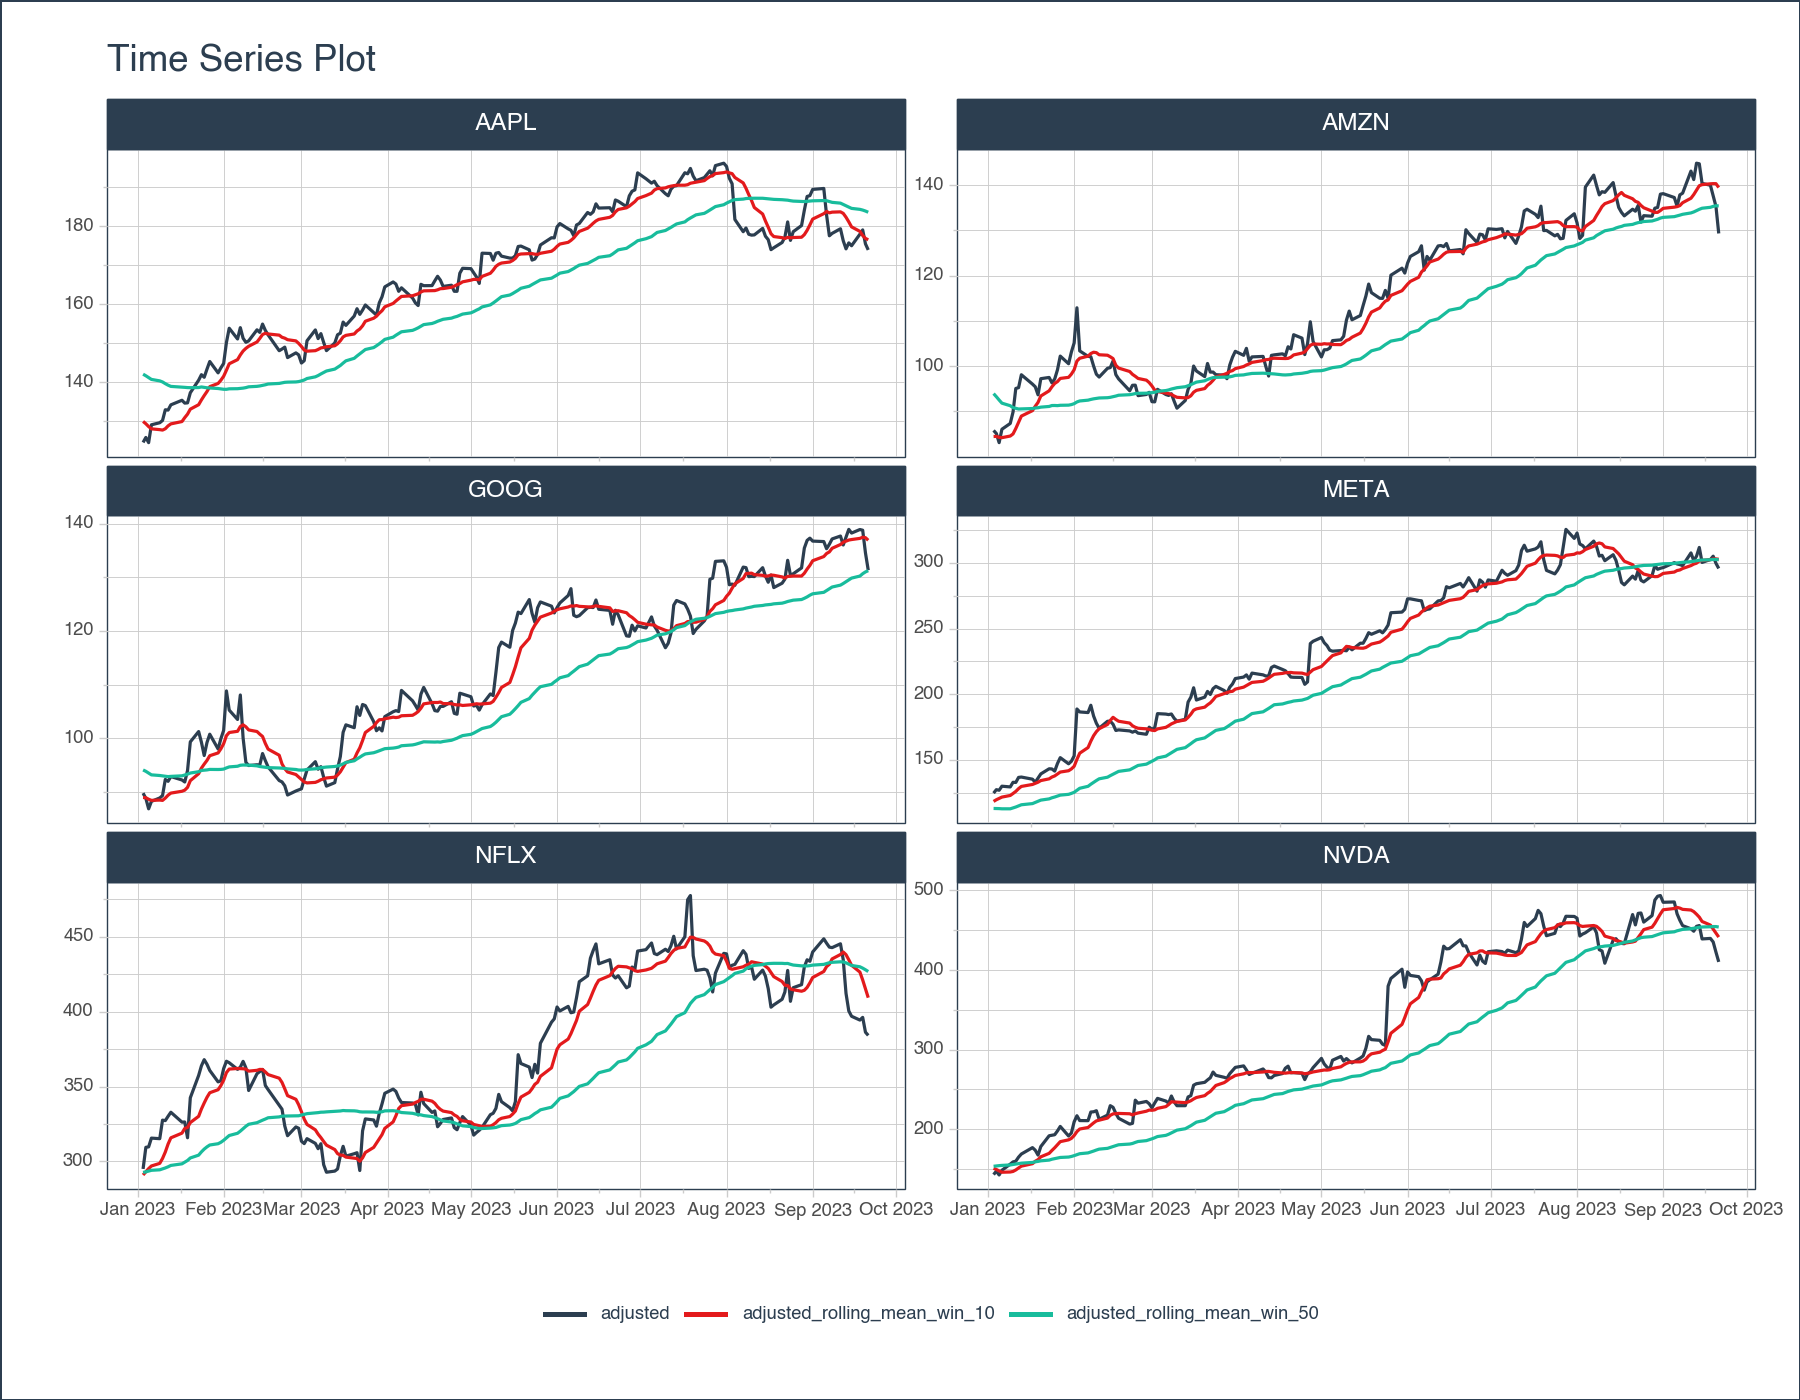 Time Series Plot
AAPL
AMZN
180
160
140
140
120
100
GOOG
META
140
120
100
300
250
200
150
NFLX
NVDA
450
400
350
300
500
400
300
200
Jan 2023 Feb 2023 Mar 2023 Apr 2023 May 2023 Jun 2023 Jul 2023 Aug 2023 Sep 2023 Oct 2023
Jan 2023 Feb 2023 Mar 2023 Apr 2023 May 2023 Jun 2023 Jul 2023 Aug 2023 Sep 2023 Oct 2023
adjusted adjusted_rolling_mean_win_10 adjusted_rolling_mean_win_50